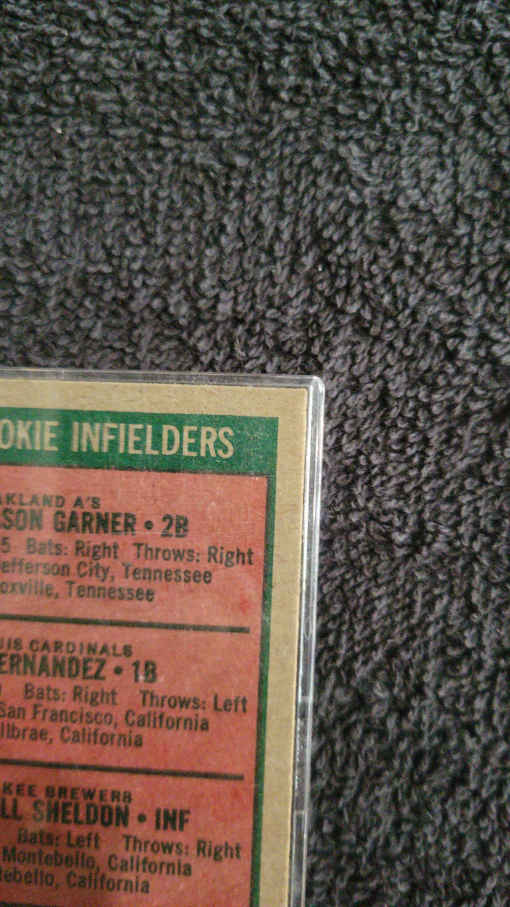 OKIE INFIELDERS
AKLAND A'S
SON GARNER • 2B
5 Bats: Right Throws: Right
efferson City, Tennessee
oxville, Tennessee
UIS CARDINALS
ERNANDEZ • 1B
Bats: Right Throws: Left
San Francisco, California
llbrae, California
KEE BREWERS
LL SHELDON • INF
Bats: Left Throws: Right
Montebello, California
tebello, California